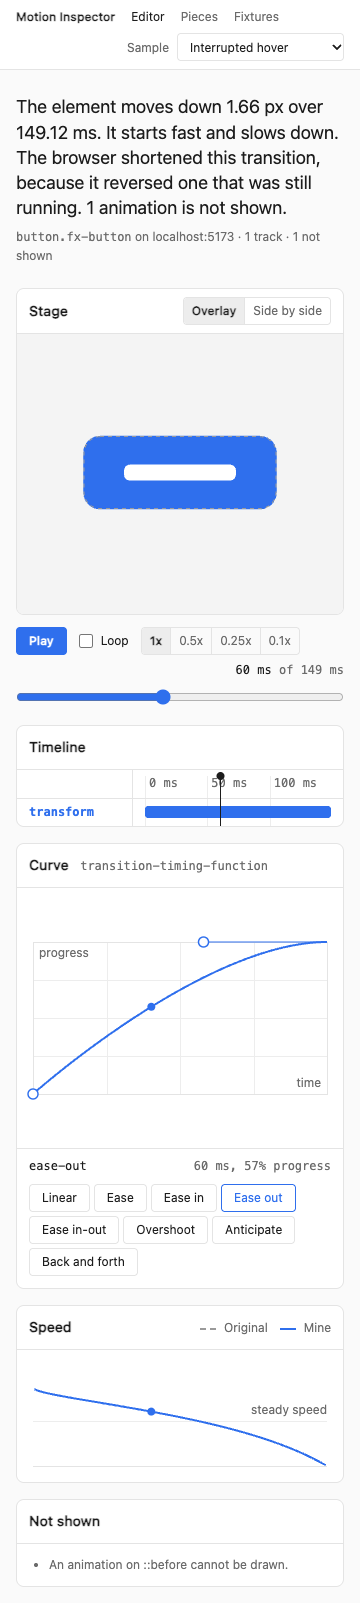 Motion Inspector Editor Pieces Fixtures
Sample Interrupted hover
The element moves down 1.66 px over
149.12 ms. It starts fast and slows down.
The browser shortened this transition,
because it reversed one that was still
running. 1 animation is not shown.
button.fx-button on localhost:5173 · 1 track · 1 not
shown
Stage Overlay Side by side
Play Loop 1x 0.5x 0.25x 0.1x
60 ms of 149 ms
Timeline
0 ms 50 ms 100 ms
transform
Curve transition-timing-function
progress
time
ease-out 60 ms, 57% progress
Linear Ease Ease in Ease out
Ease in-out Overshoot Anticipate
Back and forth
Speed Original Mine
steady speed
Not shown
• An animation on ::before cannot be drawn.